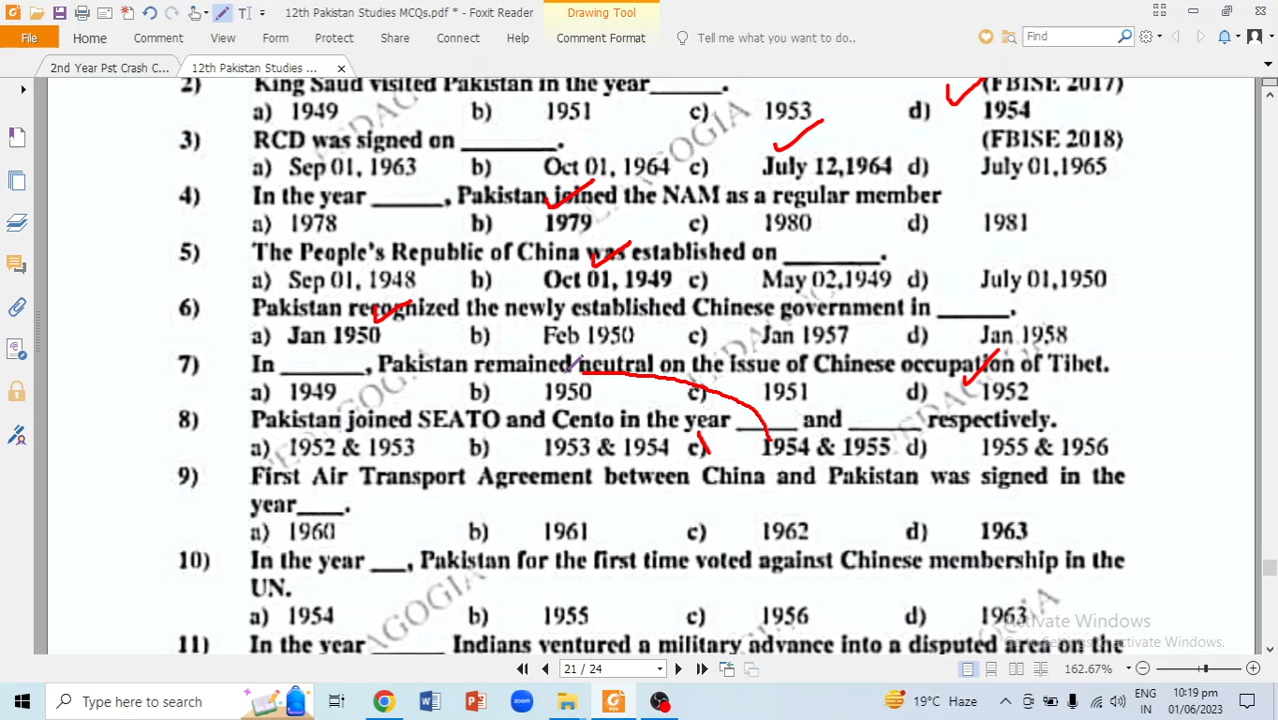 12th Pakistan Studies MCQs.pdf * - Foxit Reader
Drawing Tool
File Home Comment View Form Protect Share Connect Help Comment Format Tell me what you want to do.. Find
2nd Year Pst Crash C... 12th Pakistan Studies ...
2) King Saud visited Pakistan in the year______. (FBISE 2017)
a) 1949 b) 1951 c) 1953 d) 1954
3) RCD was signed on ________. (FBISE 2018)
a) Sep 01, 1963 b) Oct 01, 1964 c) July 12,1964 d) July 01,1965
4) In the year ______, Pakistan joined the NAM as a regular member
a) 1978 b) 1979 c) 1980 d) 1981
5) The People's Republic of China was established on ________.
a) Sep 01, 1948 b) Oct 01, 1949 c) May 02,1949 d) July 01,1950
6) Pakistan recognized the newly established Chinese government in ______.
a) Jan 1950 b) Feb 1950 c) Jan 1957 d) Jan 1958
7) In _______, Pakistan remained neutral on the issue of Chinese occupation of Tibet.
a) 1949 b) 1950 c) 1951 d) 1952
8) Pakistan joined SEATO and Cento in the year _____ and ______ respectively.
a) 1952 & 1953 b) 1953 & 1954 c) 1954 & 1955 d) 1955 & 1956
9) First Air Transport Agreement between China and Pakistan was signed in the
year____.
a) 1960 b) 1961 c) 1962 d) 1963
10) In the year ___, Pakistan for the first time voted against Chinese membership in the
UN.
a) 1954 b) 1955 c) 1956 d) 1963
Activate Windows
11) In the year ______ Indians ventured a military advance into a disputed area on the
21 / 24 162.67%
Type here to search 19°C Haze ENG IN 10:19 pm 01/06/2023